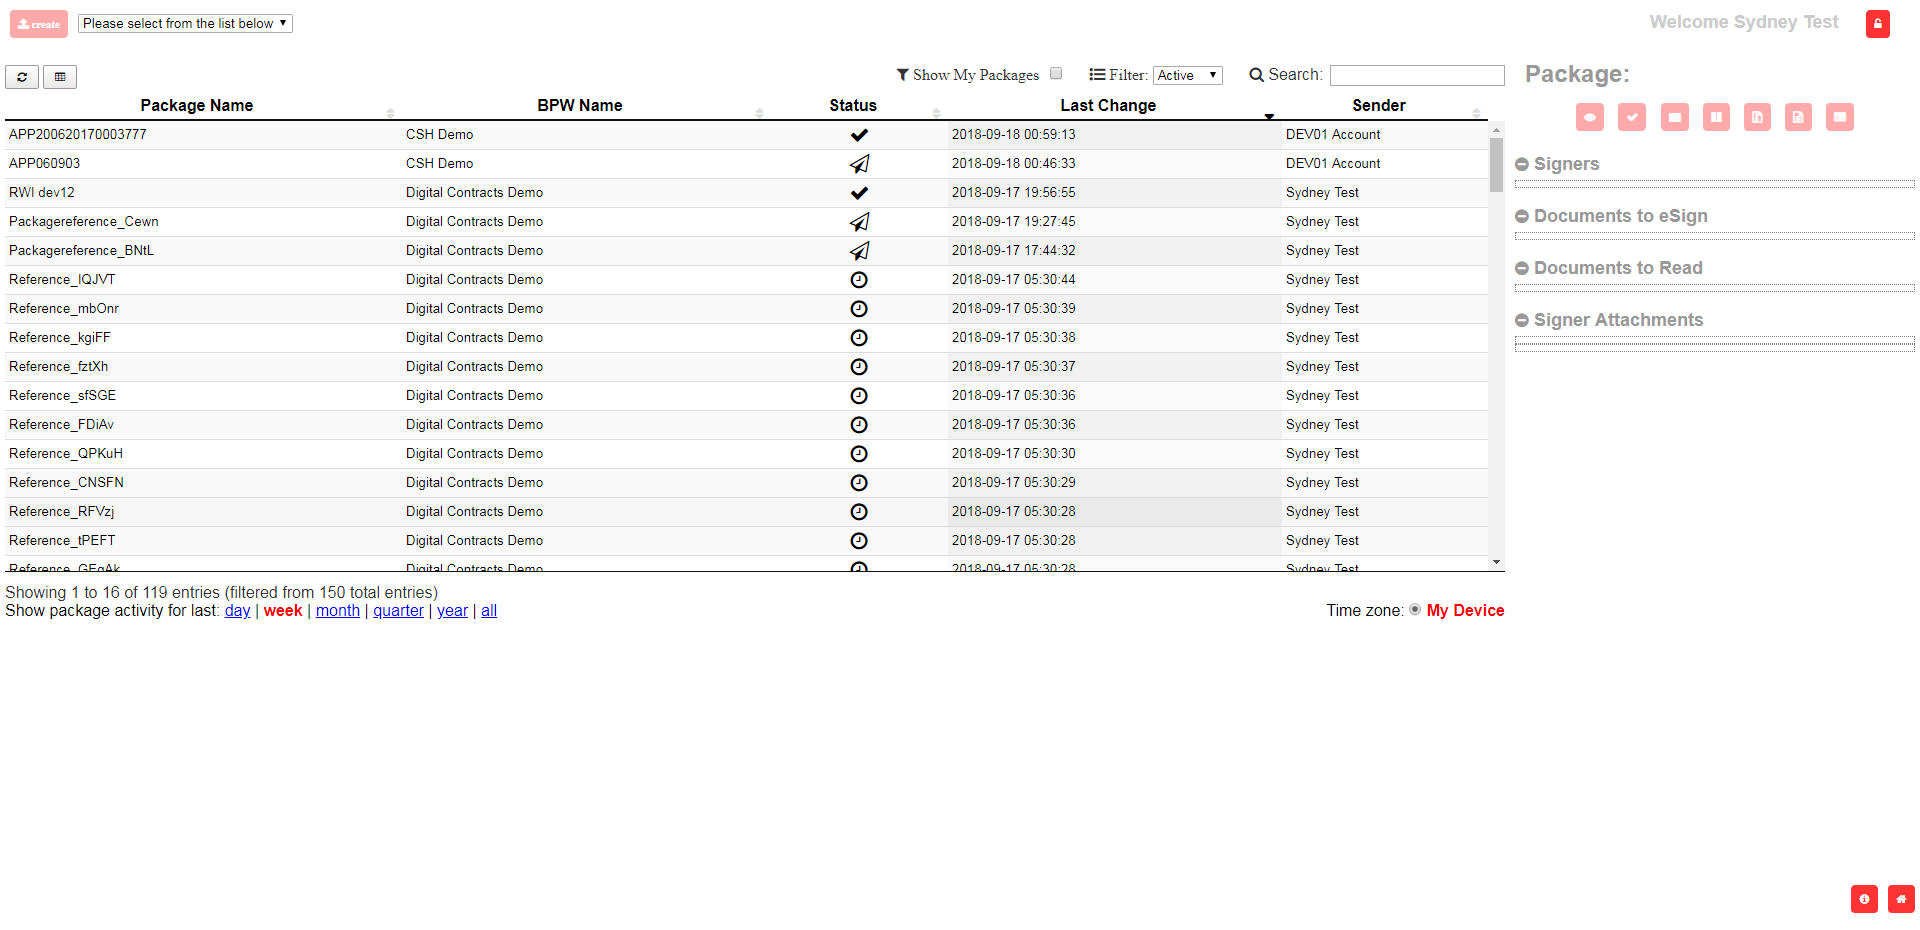 create Please select from the list below Welcome Sydney Test
Show My Packages Filter: Active Search: Package:
Package Name BPW Name Status Last Change Sender
APP200620170003777 CSH Demo 2018-09-18 00:59:13 DEV01 Account
APP060903 CSH Demo 2018-09-18 00:46:33 DEV01 Account
RWI dev12 Digital Contracts Demo 2018-09-17 19:56:55 Sydney Test
Packagereference_Cewn Digital Contracts Demo 2018-09-17 19:27:45 Sydney Test
Packagereference_BNtL Digital Contracts Demo 2018-09-17 17:44:32 Sydney Test
Reference_IQJVT Digital Contracts Demo 2018-09-17 05:30:44 Sydney Test
Reference_mbOnr Digital Contracts Demo 2018-09-17 05:30:39 Sydney Test
Reference_kgiFF Digital Contracts Demo 2018-09-17 05:30:38 Sydney Test
Reference_fztXh Digital Contracts Demo 2018-09-17 05:30:37 Sydney Test
Reference_sfSGE Digital Contracts Demo 2018-09-17 05:30:36 Sydney Test
Reference_FDiAv Digital Contracts Demo 2018-09-17 05:30:36 Sydney Test
Reference_QPKuH Digital Contracts Demo 2018-09-17 05:30:30 Sydney Test
Reference_CNSFN Digital Contracts Demo 2018-09-17 05:30:29 Sydney Test
Reference_RFVzj Digital Contracts Demo 2018-09-17 05:30:28 Sydney Test
Reference_tPEFT Digital Contracts Demo 2018-09-17 05:30:28 Sydney Test
Digital Contracts Demo 2018-09-17 05:30:28 Sydney Test
Showing 1 to 16 of 119 entries (filtered from 150 total entries)
Show package activity for last: day | week | month | quarter | year | all Time zone: My Device
Signers
Documents to eSign
Documents to Read
Signer Attachments